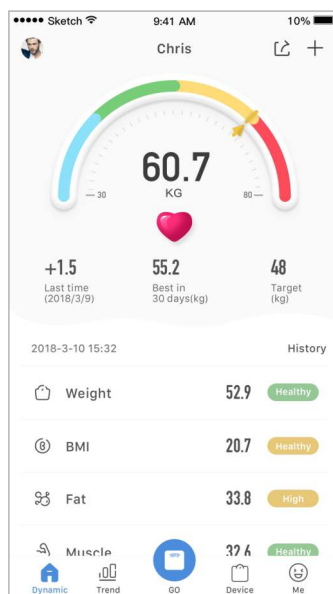 Sketch 9:41 AM 10%
Chris
60.7
30 KG 80
+1.5 55.2 48
Last time Best in Target
(2018/3/9) 30 days(kg) (kg)
2018-3-10 15:32 History
Weight 52.9 Healthy
BMI 20.7 Healthy
Fat 33.8 High
Muscle 32.6 Healthy
Dynamic Trend GO Device Me